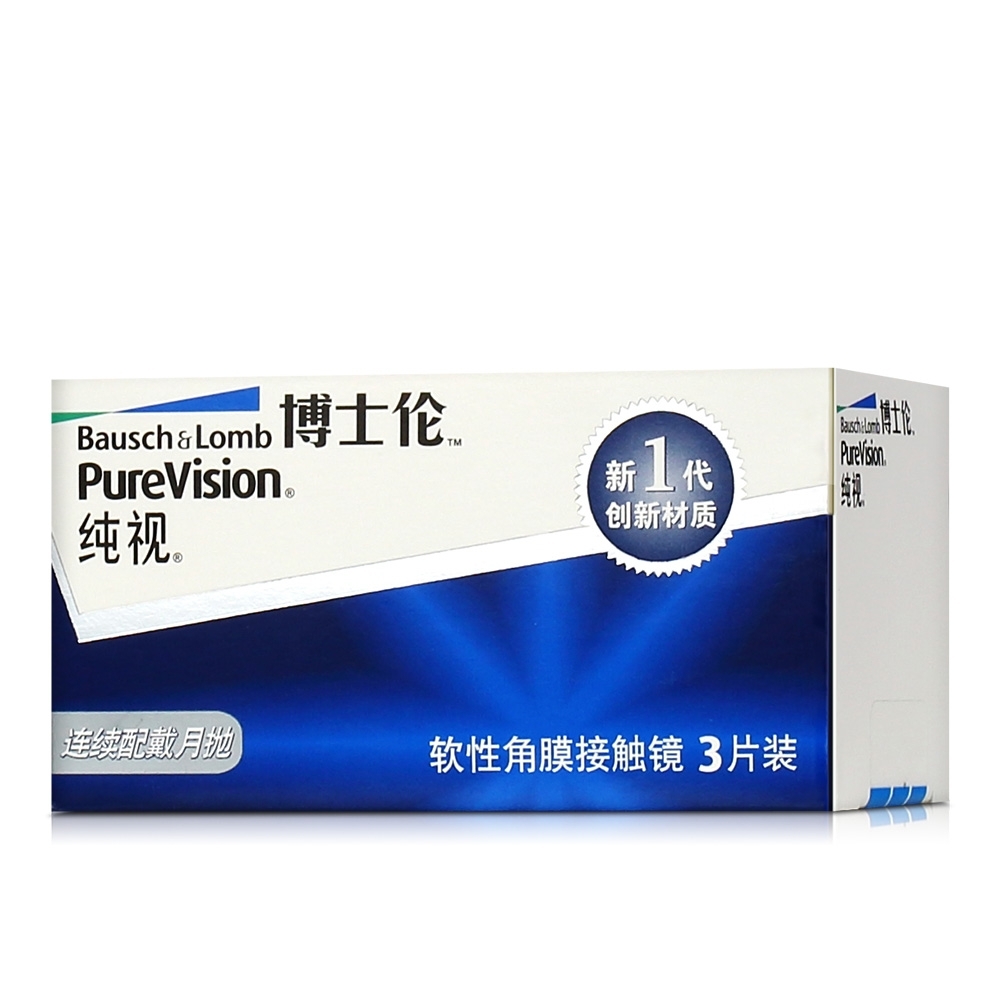 Bausch & Lomb 博士伦™
PureVision®
纯视®
新1代
创新材质
连续配戴月抛
软性角膜接触镜 3片装
Bausch & Lomb 博士伦™
PureVision®
纯视®